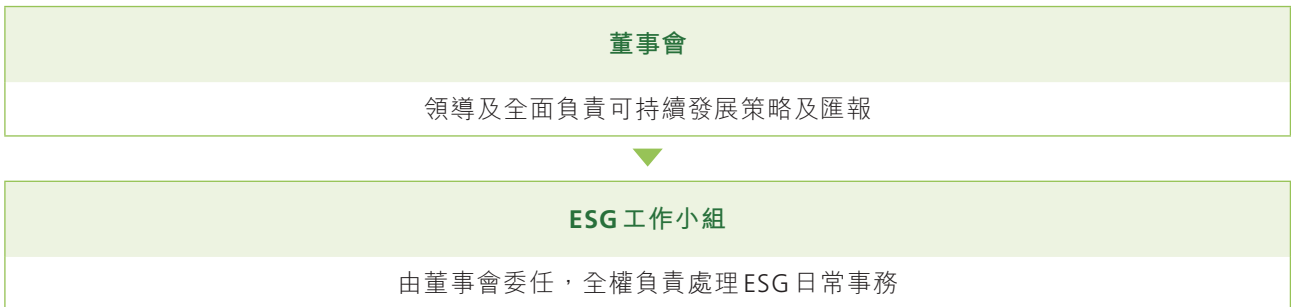 董事會
領導及全面負責可持續發展策略及匯報
ESG工作小組
由董事會委任，全權負責處理ESG日常事務